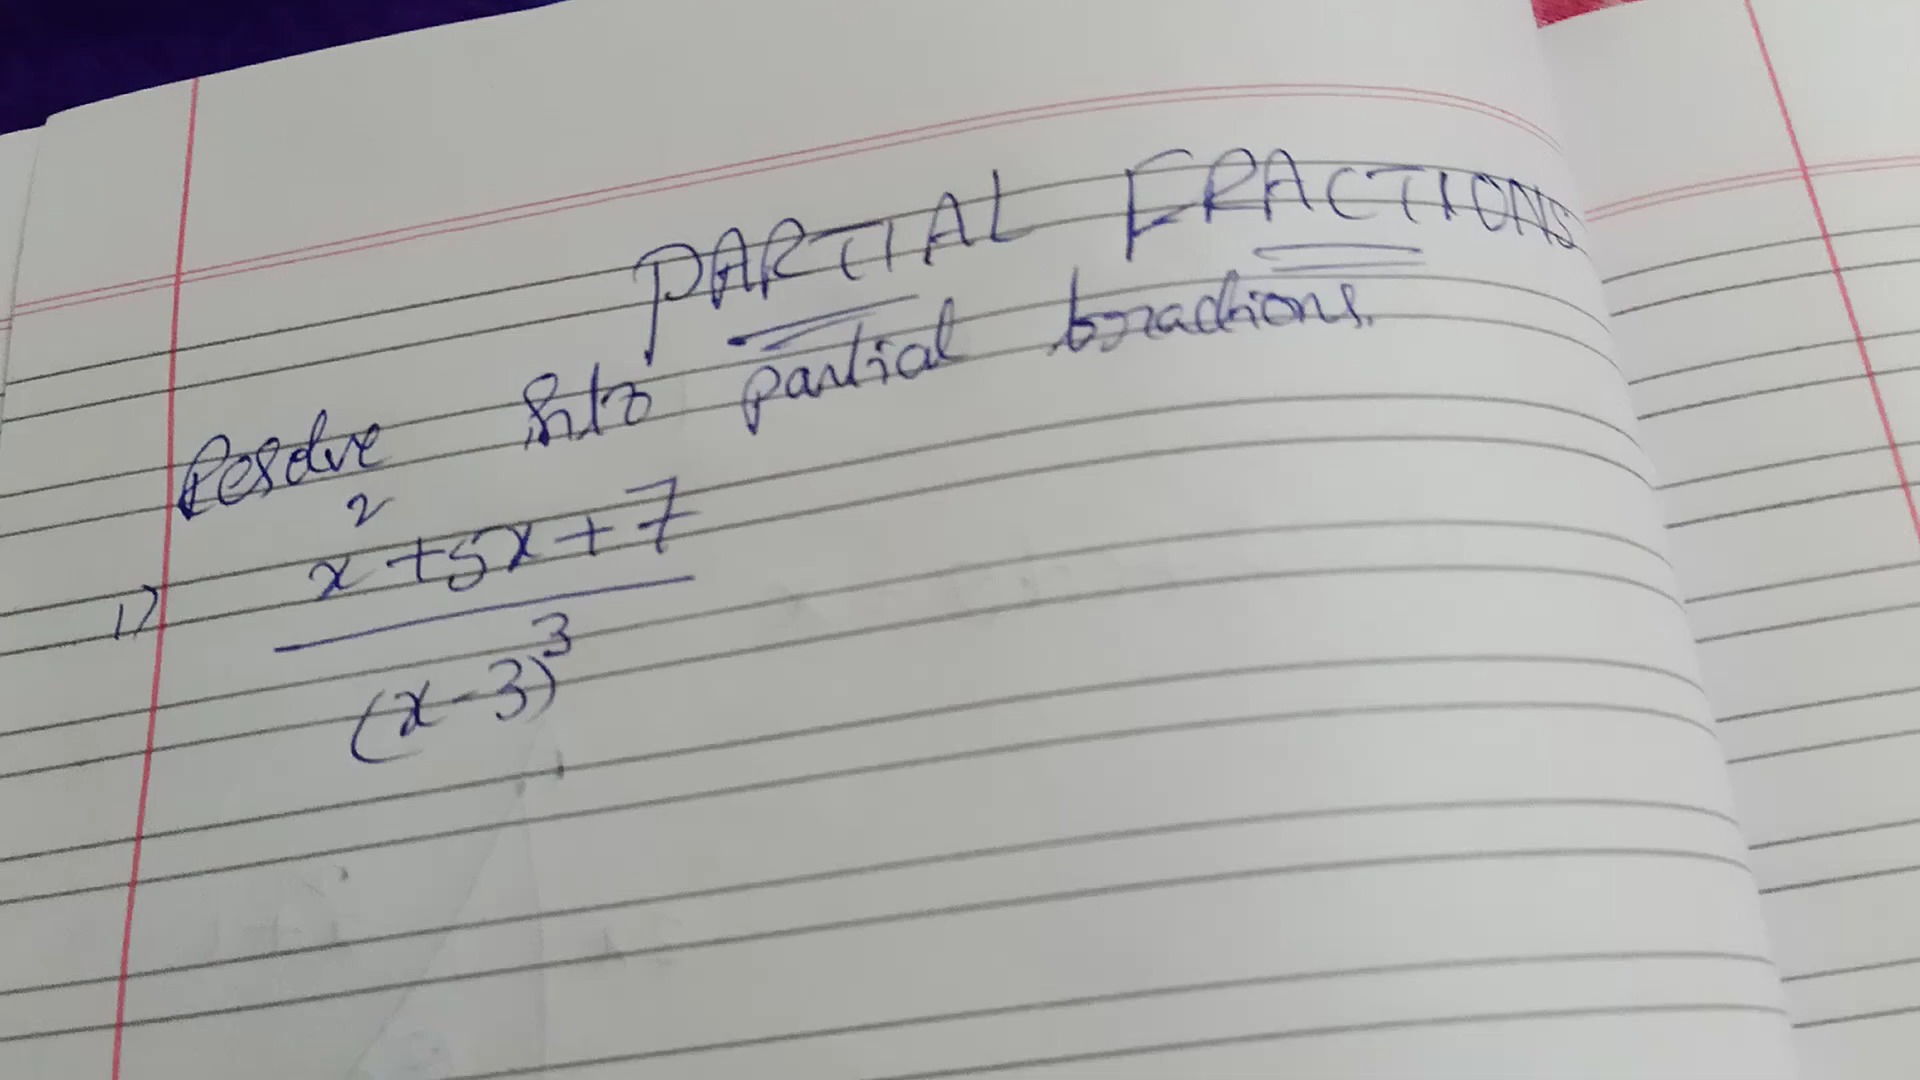 PARTIAL FRACTIONS
Resolve into partial fractions.
1) x²+5x+7
(x-3)³